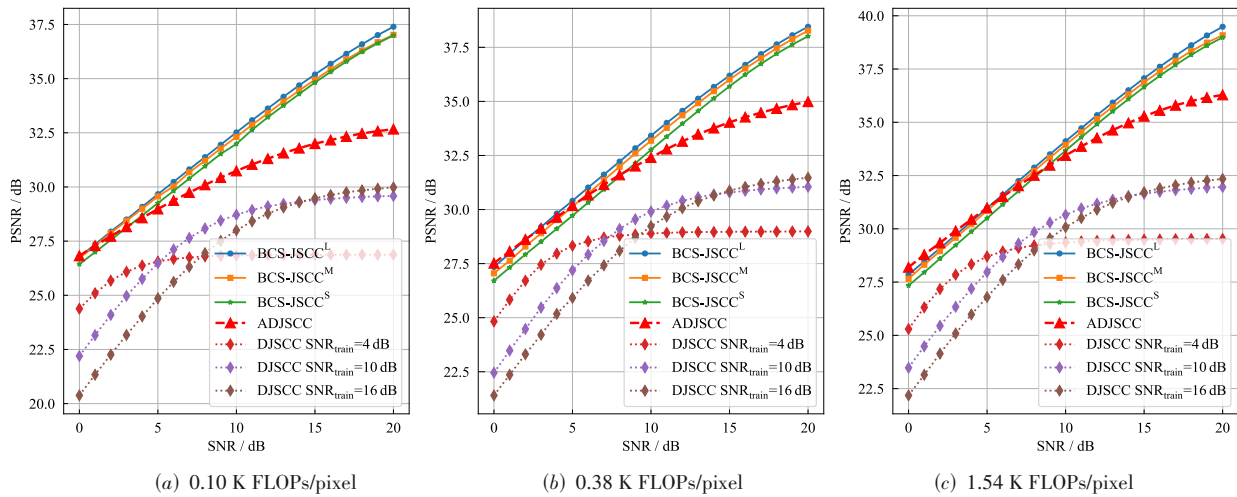 37.5
35.0
32.5
30.0
27.5
25.0
22.5
20.0
PSNR / dB
BCS-JSCC^L
BCS-JSCC^M
BCS-JSCC^S
ADJSCC
DJSCC SNR_train=4 dB
DJSCC SNR_train=10 dB
DJSCC SNR_train=16 dB
0 5 10 15 20
SNR / dB
(a) 0.10 K FLOPs/pixel
37.5
35.0
32.5
30.0
27.5
25.0
22.5
PSNR / dB
BCS-JSCC^L
BCS-JSCC^M
BCS-JSCC^S
ADJSCC
DJSCC SNR_train=4 dB
DJSCC SNR_train=10 dB
DJSCC SNR_train=16 dB
0 5 10 15 20
SNR / dB
(b) 0.38 K FLOPs/pixel
40.0
37.5
35.0
32.5
30.0
27.5
25.0
22.5
PSNR / dB
BCS-JSCC^L
BCS-JSCC^M
BCS-JSCC^S
ADJSCC
DJSCC SNR_train=4 dB
DJSCC SNR_train=10 dB
DJSCC SNR_train=16 dB
0 5 10 15 20
SNR / dB
(c) 1.54 K FLOPs/pixel